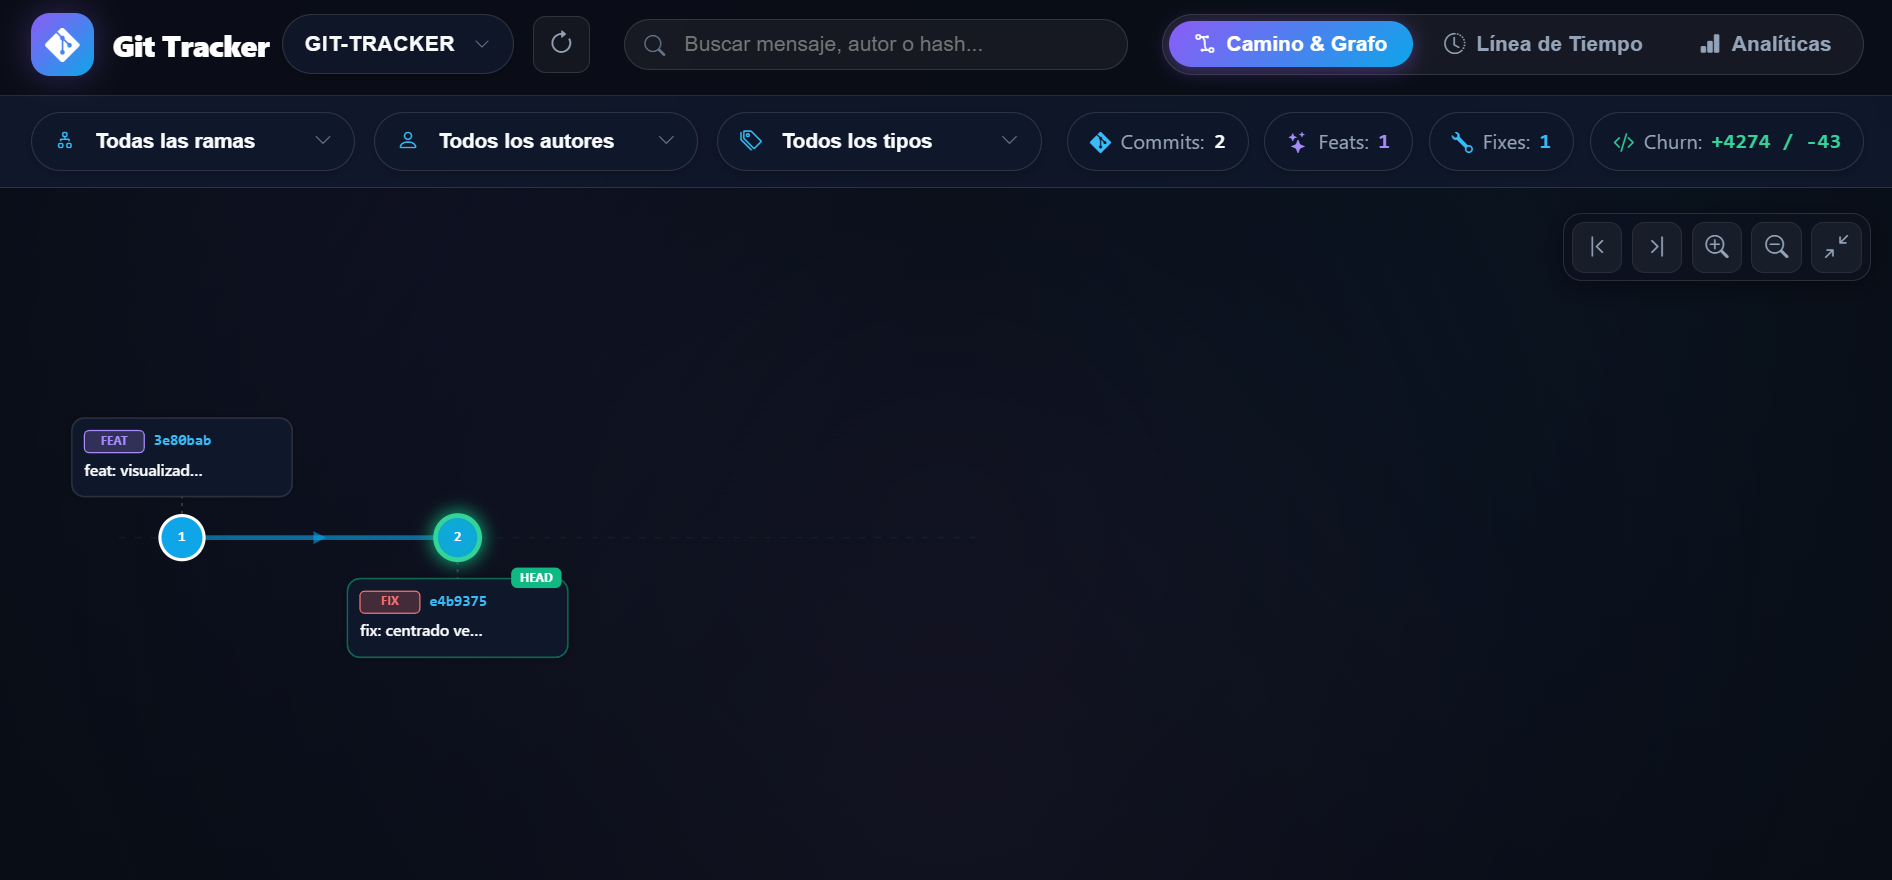 Git Tracker
GIT-TRACKER
Buscar mensaje, autor o hash...
Camino & Grafo
Línea de Tiempo
Analíticas
Todas las ramas
Todos los autores
Todos los tipos
Commits: 2
Feats: 1
Fixes: 1
Churn: +4274 / -43
FEAT 3e80bab
feat: visualizad...
1
2
HEAD
FIX e4b9375
fix: centrado ve...